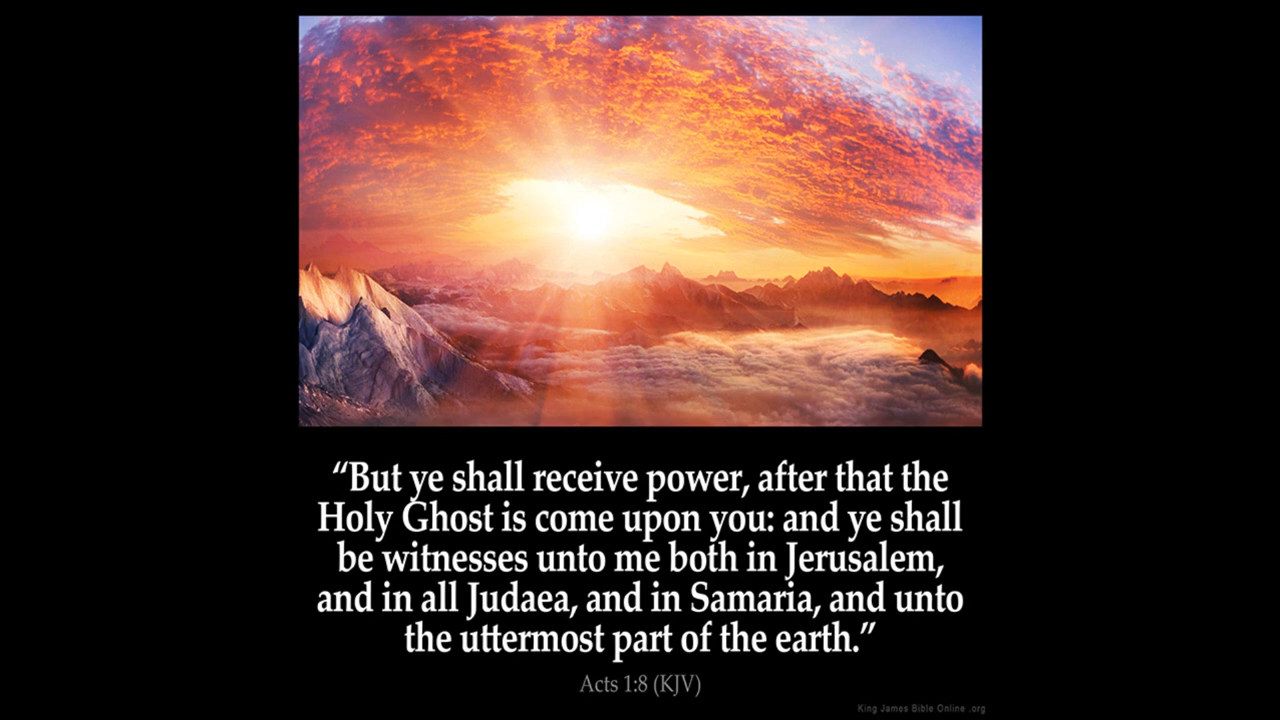 “But ye shall receive power, after that the
Holy Ghost is come upon you: and ye shall
be witnesses unto me both in Jerusalem,
and in all Judaea, and in Samaria, and unto
the uttermost part of the earth.”
Acts 1:8 (KJV)
King James Bible Online .org